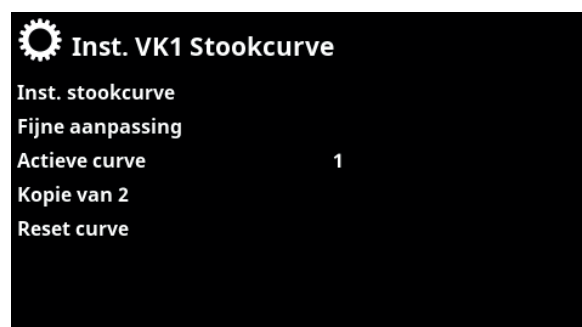 Inst. VK1 Stookcurve
Inst. stookcurve
Fijne aanpassing
Actieve curve 1
Kopie van 2
Reset curve